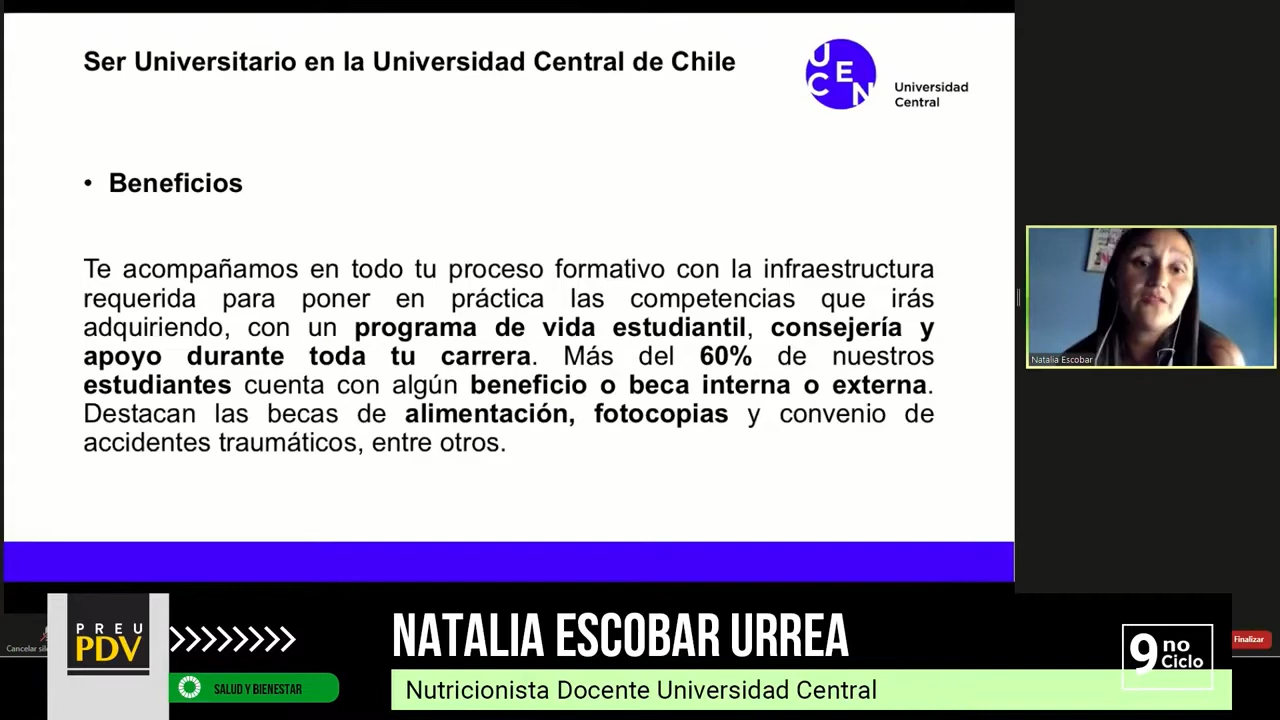 Ser Universitario en la Universidad Central de Chile
U
C E
N
Universidad
Central
• Beneficios
Te acompañamos en todo tu proceso formativo con la infraestructura
requerida para poner en práctica las competencias que irás
adquiriendo, con un programa de vida estudiantil, consejería y
apoyo durante toda tu carrera. Más del 60% de nuestros
estudiantes cuenta con algún beneficio o beca interna o externa.
Destacan las becas de alimentación, fotocopias y convenio de
accidentes traumáticos, entre otros.
Natalia Escobar
PREU
PDV
Cancelar
SALUD Y BIENESTAR
NATALIA ESCOBAR URREA
Nutricionista Docente Universidad Central
9 no
Ciclo
Finalizar